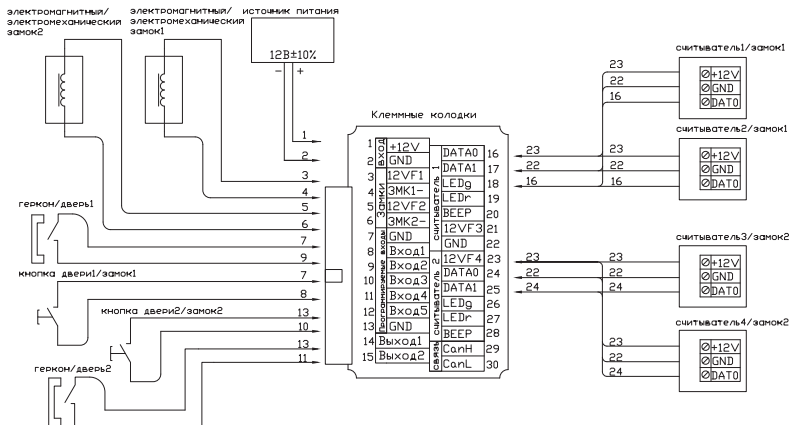 электромагнитный/
электромеханический
замок2
электромагнитный/
электромеханический
замок1
источник питания
12В±10%
- +
Клеммные колодки
1
2
3
4
5
6
7
9
7
8
13
10
13
11
геркон/дверь1
кнопка двери1/замок1
кнопка двери2/замок2
геркон/дверь2
вход
Замки
Программируемые входы
1 +12V
2 GND
3 12VF1
4 ЗМК1-
5 12VF2
6 ЗМК2-
7 GND
8 Вход1
9 Вход2
10 Вход3
11 Вход4
12 Вход5
13 GND
14 Выход1
15 Выход2
считыватель 1
считыватель 2
связь
DATA0 16
DATA1 17
LEDg 18
LEDr 19
BEEP 20
12VF3 21
GND 22
12VF4 23
DATA0 24
DATA1 25
LEDg 26
LEDr 27
BEEP 28
CanH 29
CanL 30
23
22
16
23
22
24
считыватель1/замок1
23 +12V
22 GND
16 DAT0
считыватель2/замок1
23 +12V
22 GND
16 DAT0
считыватель3/замок2
23 +12V
22 GND
24 DAT0
считыватель4/замок2
23 +12V
22 GND
24 DAT0